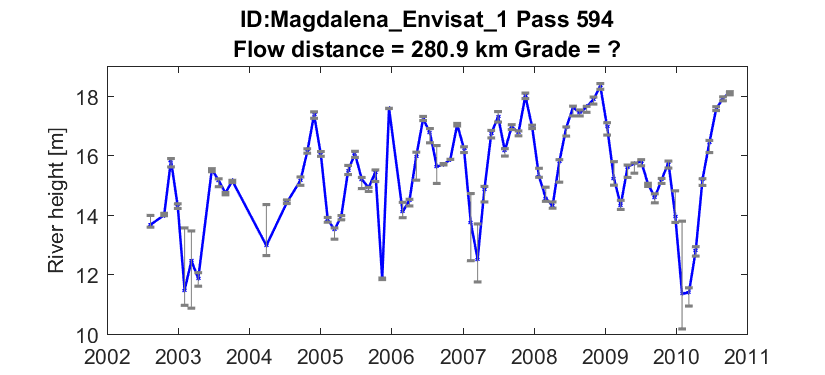 ID:Magdalena_Envisat_1 Pass 594
Flow distance = 280.9 km Grade = ?
River height [m]
18
16
14
12
10
2002 2003 2004 2005 2006 2007 2008 2009 2010 2011